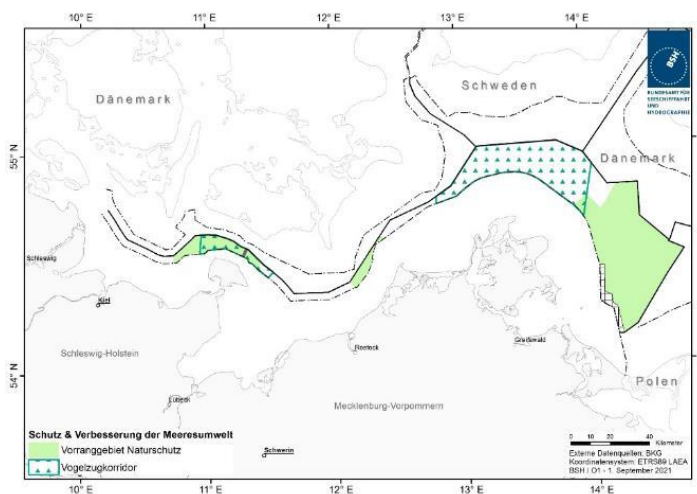 10° E 11° E 12° E 13° E 14° E
BSH
BUNDESAMT FÜR
SEESCHIFFFAHRT
UND
HYDROGRAPHIE
Schweden
Dänemark
55° N
Dänemark
55° N
Schleswig
Kiel
Schleswig-Holstein
Rostock
Greifswald
54° N
Polen
54° N
Lübeck
Mecklenburg-Vorpommern
Schutz & Verbesserung der Meeresumwelt
Vorranggebiet Naturschutz
Vogelzugkorridor
Schwerin
0 10 20 40
Kilometer
Externe Datenquellen: BKG
Koordinatensystem: ETRS89 LAEA
BSH / O1 - 1. September 2021
10° E 11° E 12° E 13° E 14° E